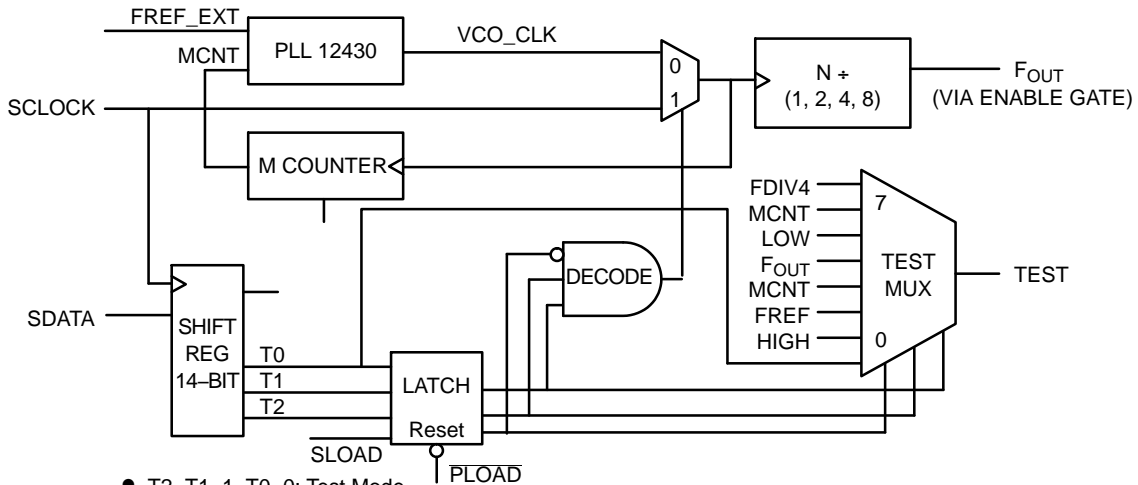 FREF_EXT
MCNT
PLL 12430
VCO_CLK
SCLOCK
0
1
N ÷
(1, 2, 4, 8)
FOUT
(VIA ENABLE GATE)
M COUNTER
SDATA
SHIFT
REG
14–BIT
T0
T1
T2
LATCH
Reset
SLOAD
PLOAD
DECODE
FDIV4
MCNT
LOW
FOUT
MCNT
FREF
HIGH
7
TEST
MUX
0
TEST